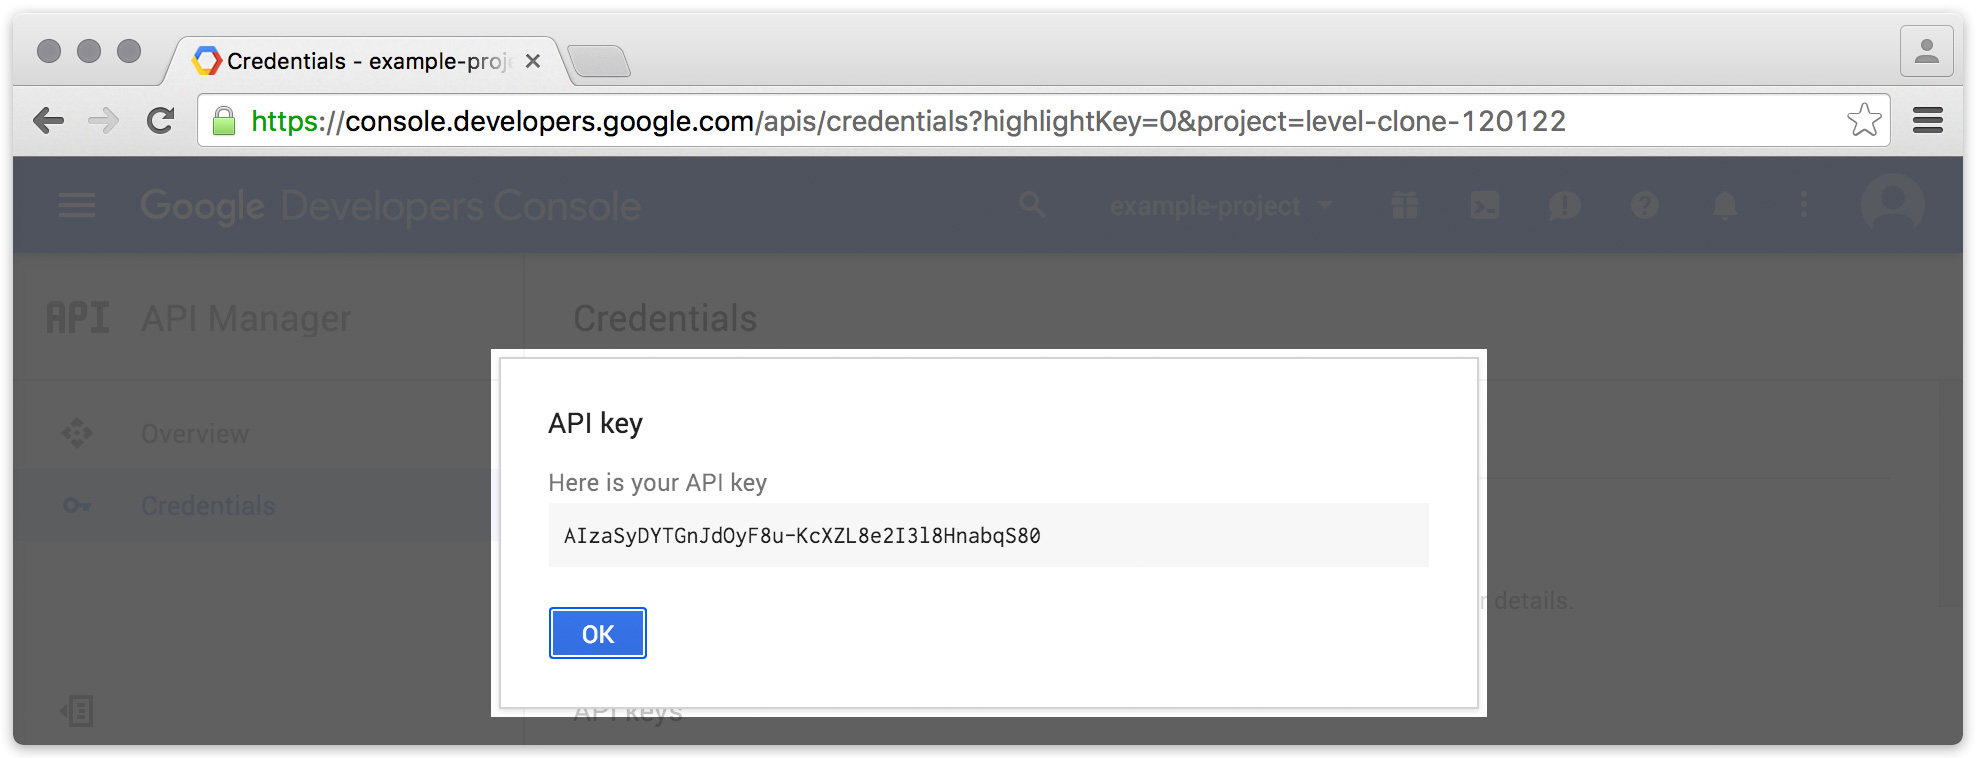 Credentials - example-proje
https://console.developers.google.com/apis/credentials?highlightKey=0&project=level-clone-120122
Google Developers Console
example-project
API API Manager
Credentials
Overview
Credentials
API key
Here is your API key
AIzaSyDYTGnJdOyF8u-KcXZL8e2I3l8HnabqS80
r details.
OK
API keys